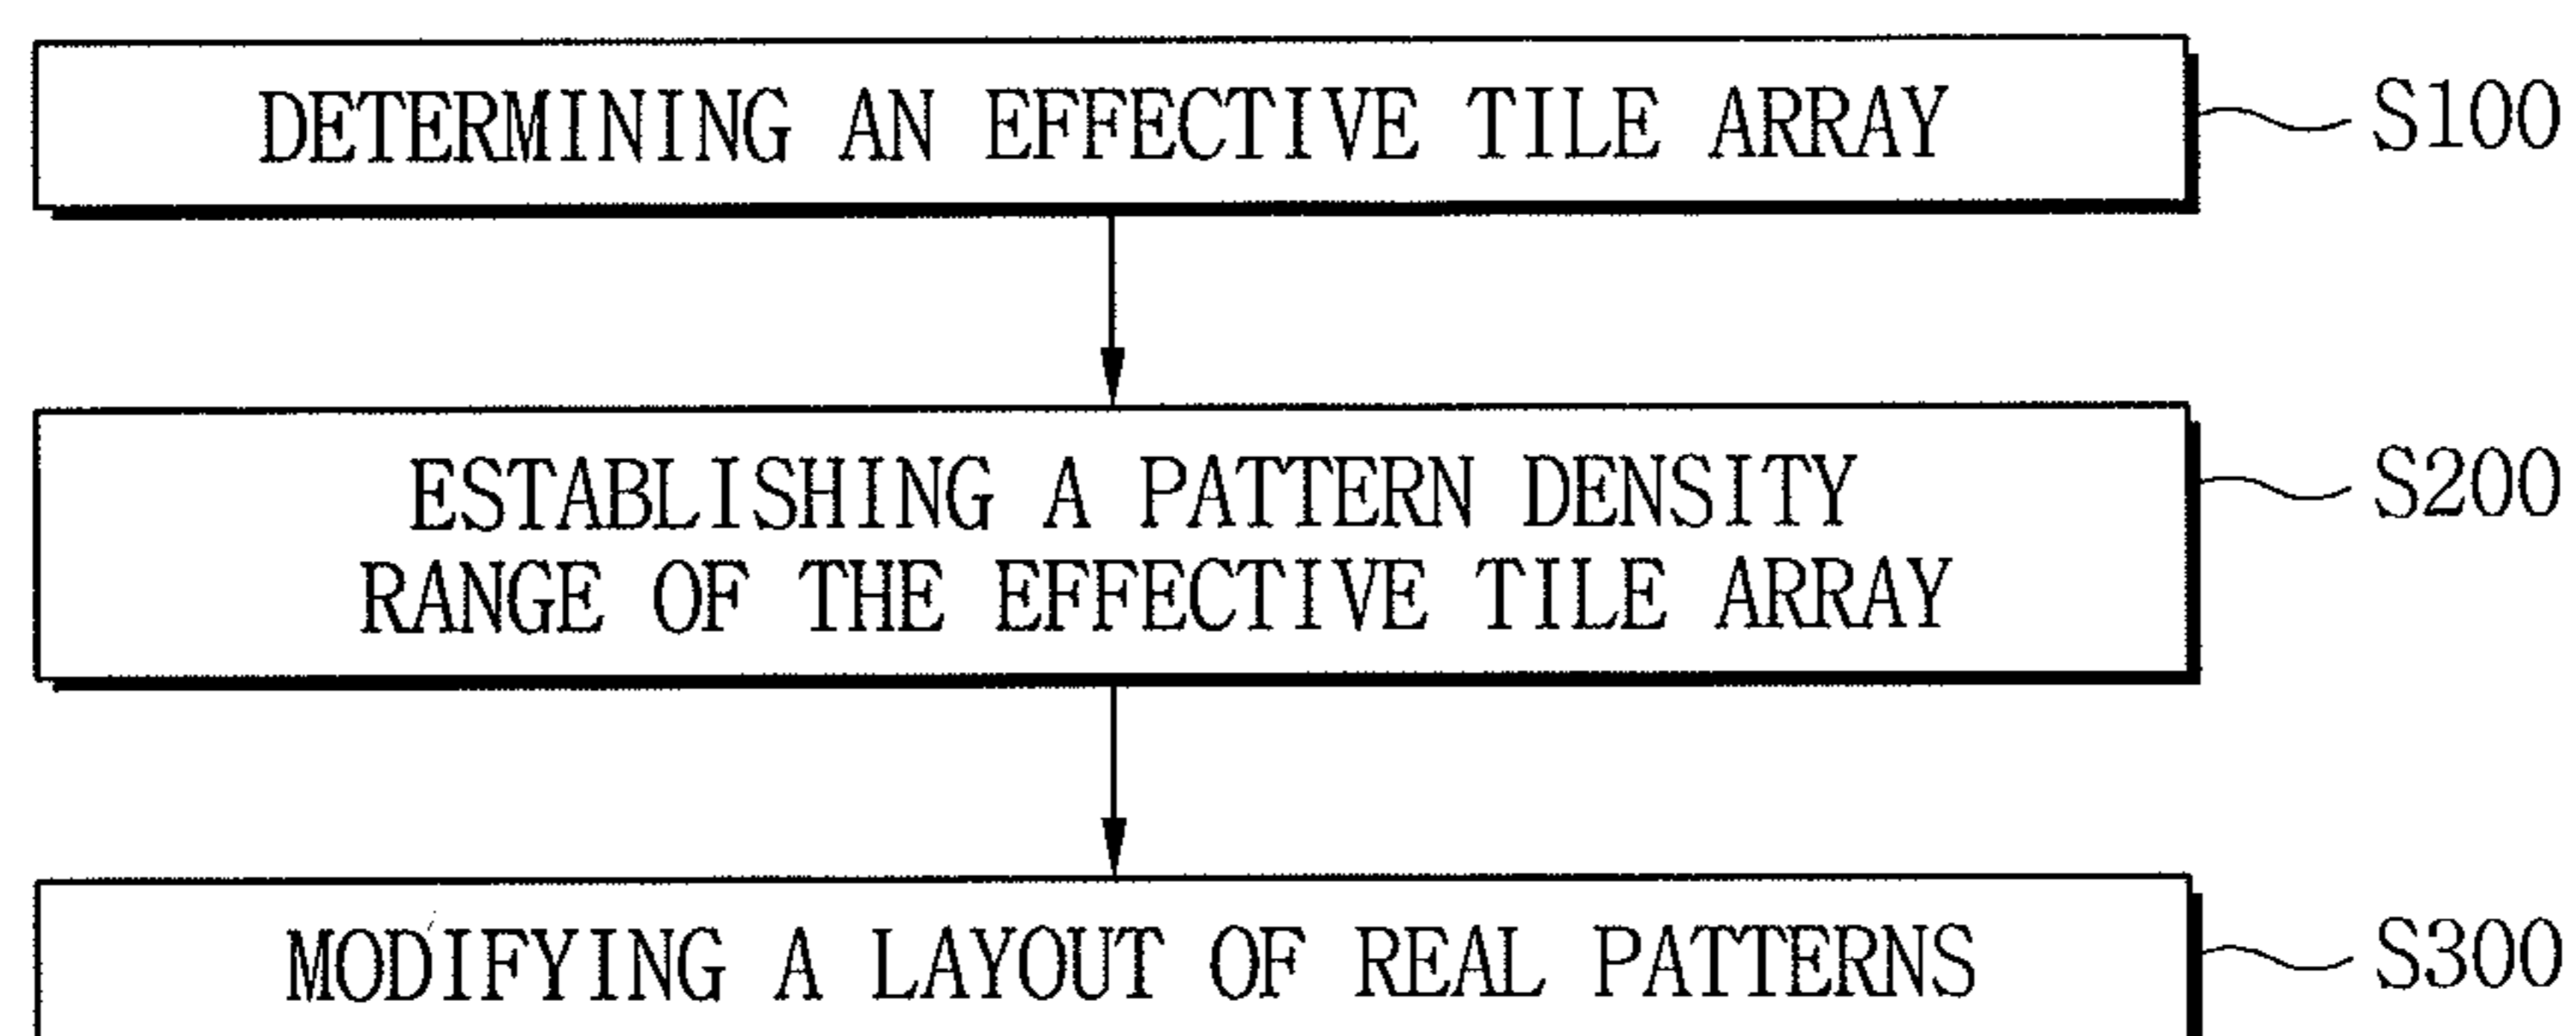 DETERMINING AN EFFECTIVE TILE ARRAY
S100
ESTABLISHING A PATTERN DENSITY
RANGE OF THE EFFECTIVE TILE ARRAY
S200
MODIFYING A LAYOUT OF REAL PATTERNS
S300